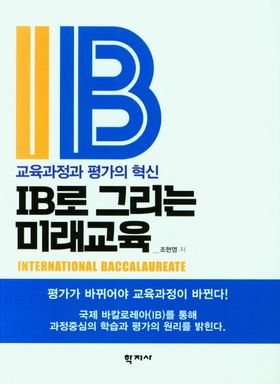 IB
교육과정과 평가의 혁신
IB로 그리는
미래교육
_조현영 저
INTERNATIONAL BACCALAUREATE
평가가 바뀌어야 교육과정이 바뀐다!
국제 바칼로레아(IB)를 통해
과정중심의 학습과 평가의 원리를 밝힌다.
학지사